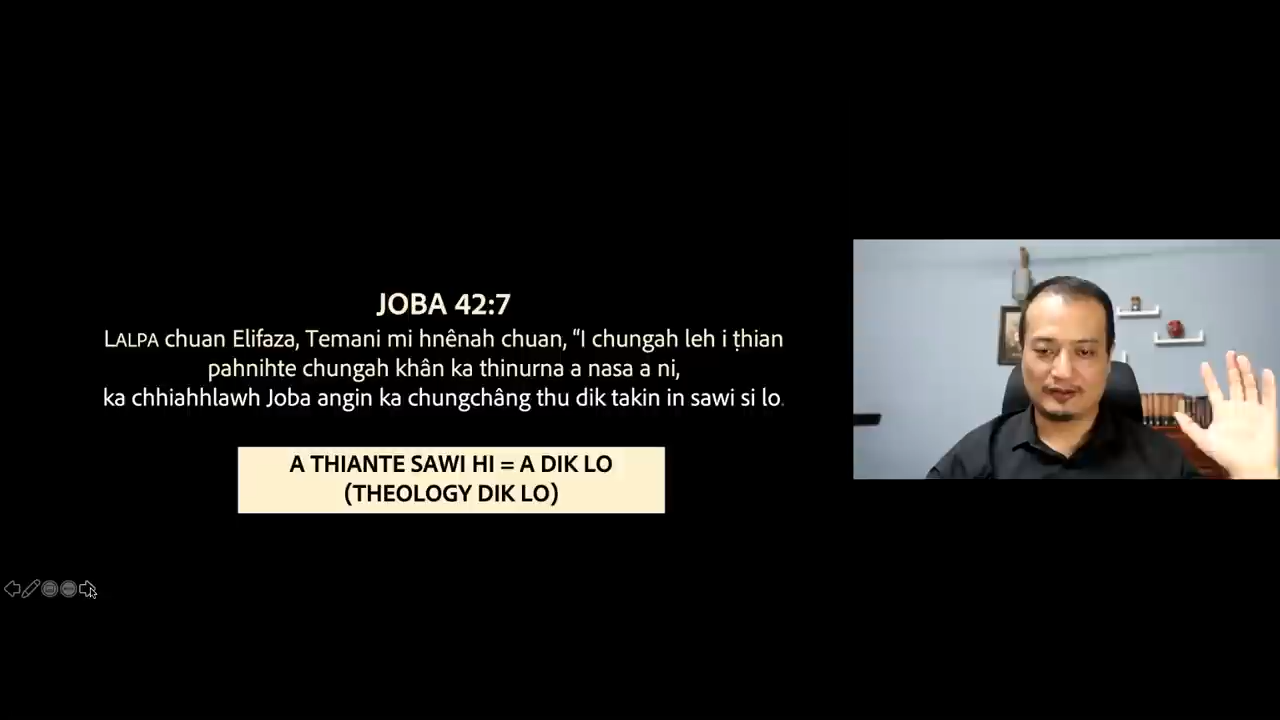 JOBA 42:7
LALPA chuan Elifaza, Temani mi hnênah chuan, “I chungah leh i ṭhian
pahnihte chungah khân ka thinurna a nasa a ni,
ka chhiahhlawh Joba angin ka chungchâng thu dik takin in sawi si lo.
A THIANTE SAWI HI = A DIK LO
(THEOLOGY DIK LO)